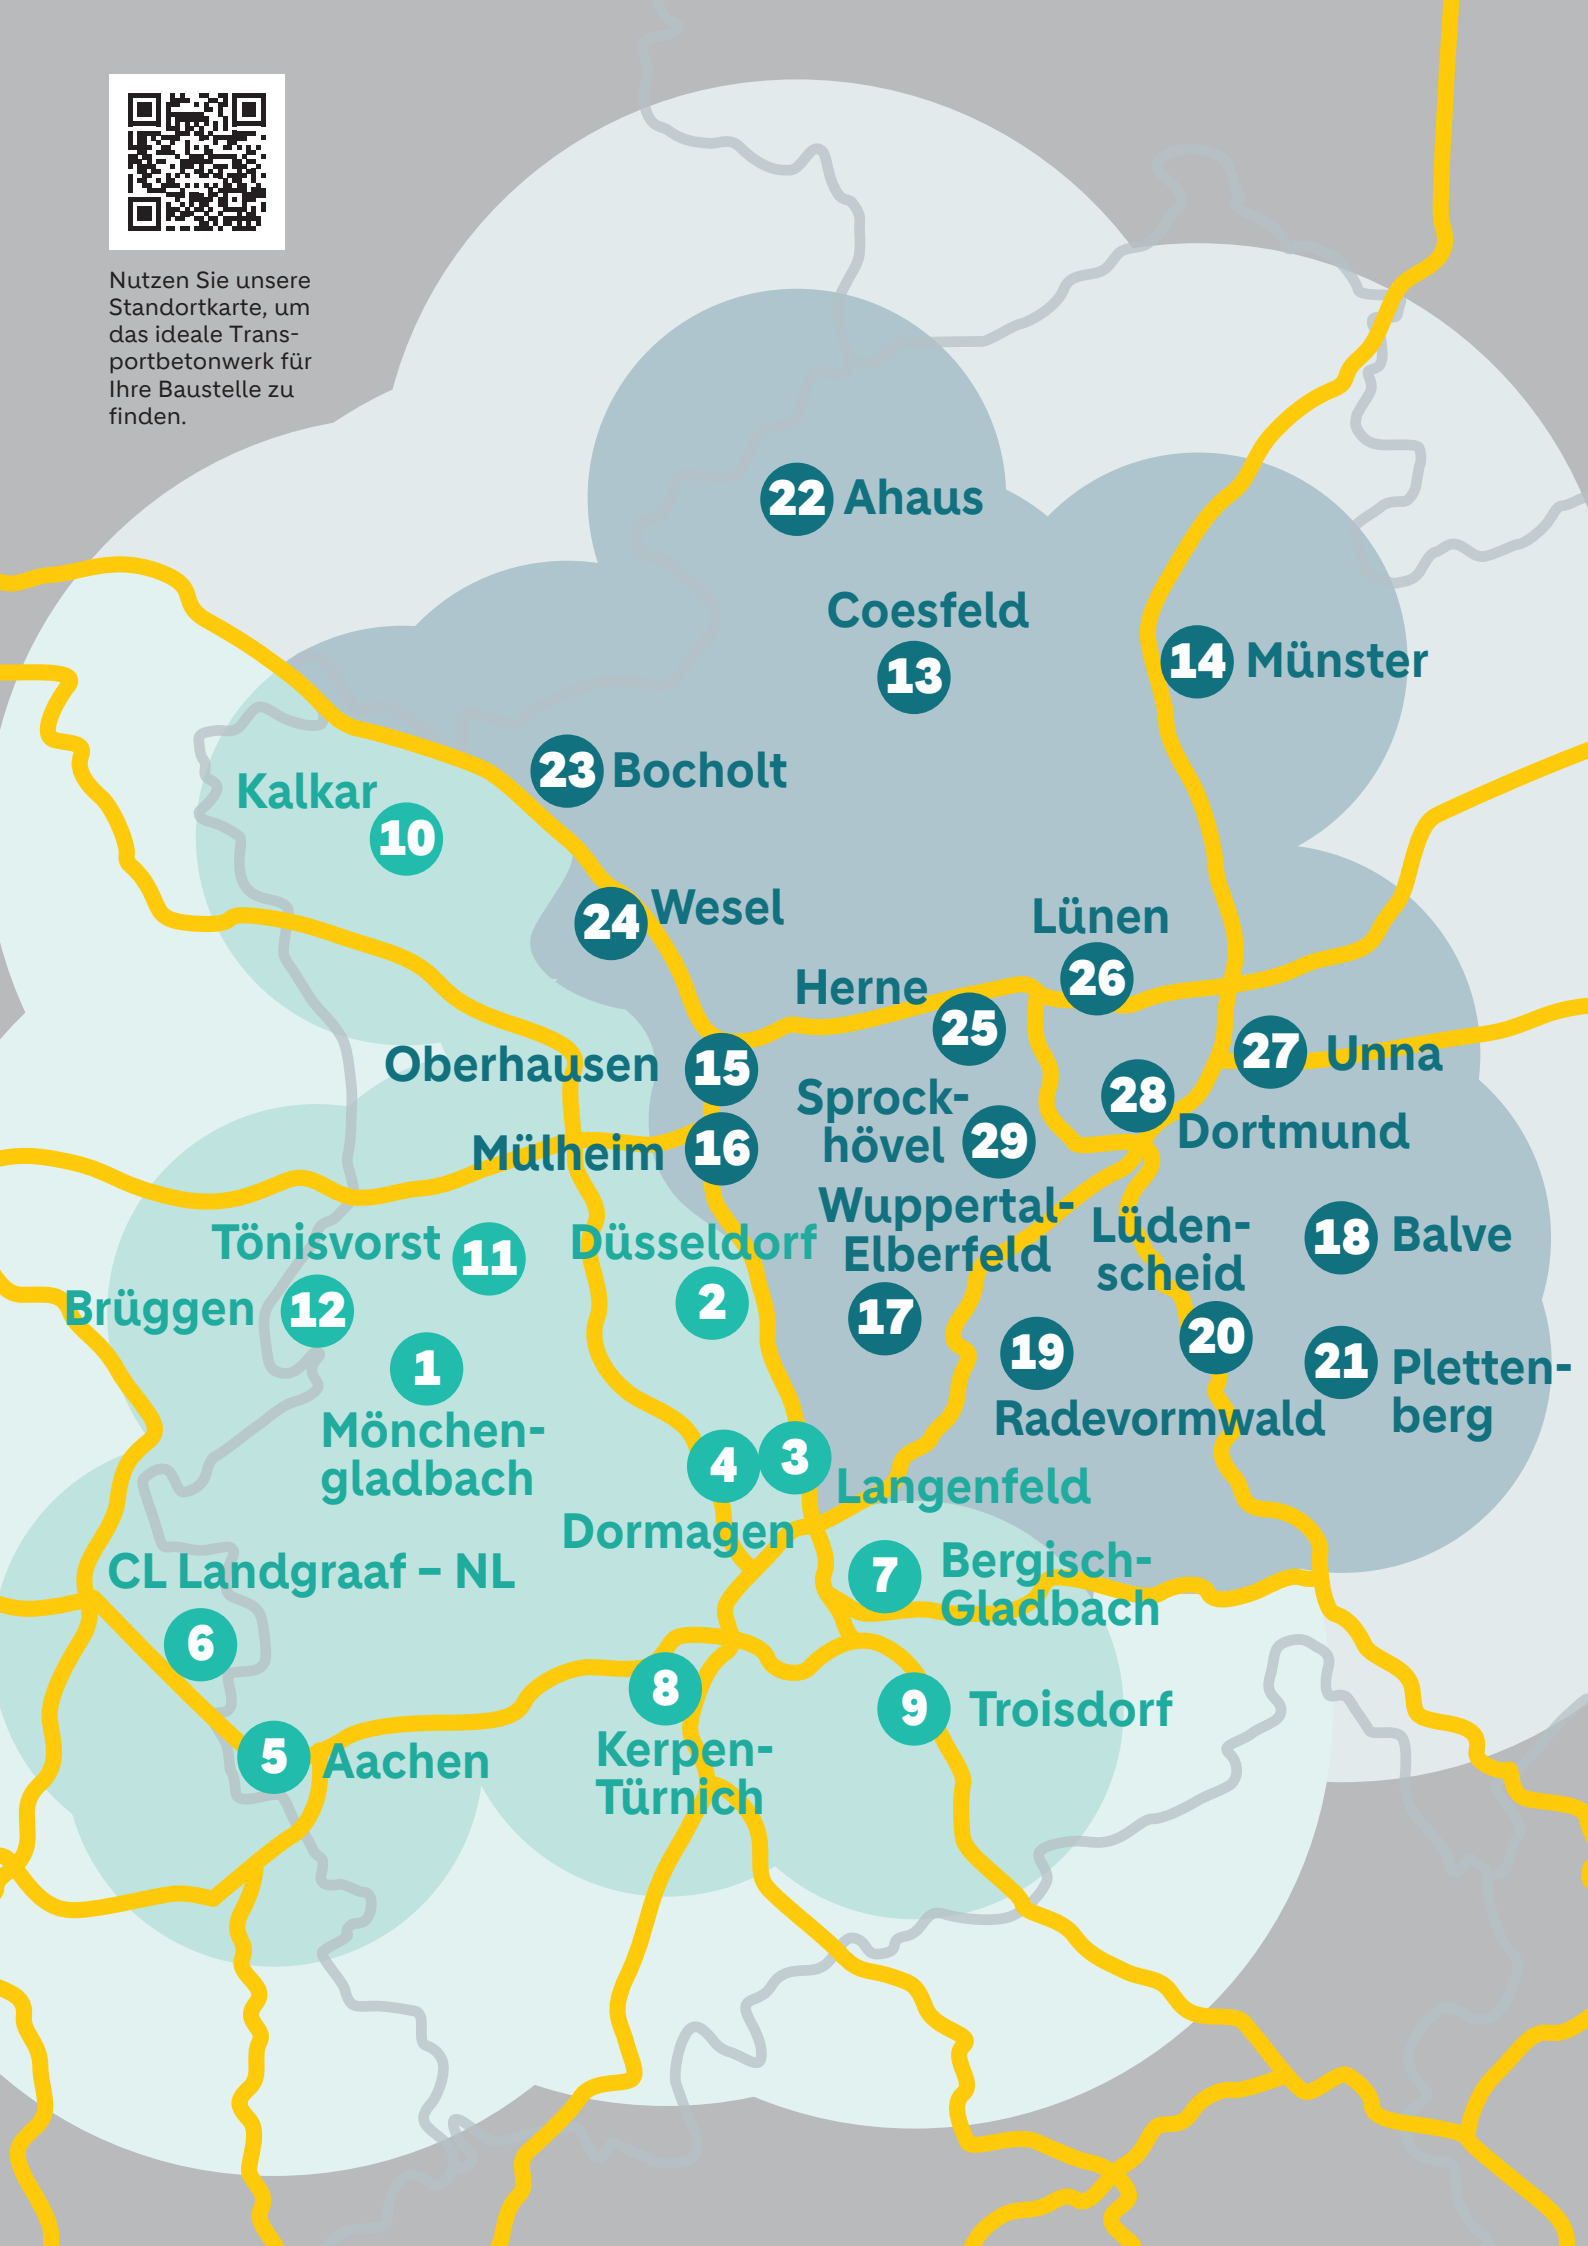 Nutzen Sie unsere
Standortkarte, um
das ideale Trans-
portbetonwerk für
Ihre Baustelle zu
finden.
22 Ahaus
Coesfeld
13
14 Münster
23 Bocholt
Kalkar
10
24 Wesel
Lünen
26
Herne
25
Oberhausen 15
27 Unna
28
Dortmund
Sprock-
hövel 29
Mülheim 16
Wuppertal-
Elberfeld
17
Lüden-
scheid
20
18 Balve
Tönisvorst 11
Düsseldorf
2
Brüggen 12
1
Mönchen-
gladbach
19
Radevormwald
21 Pletten-
berg
4
Dormagen
3
Langenfeld
CL Landgraaf – NL
6
7 Bergisch-
Gladbach
8
Kerpen-
Türnich
9 Troisdorf
5 Aachen